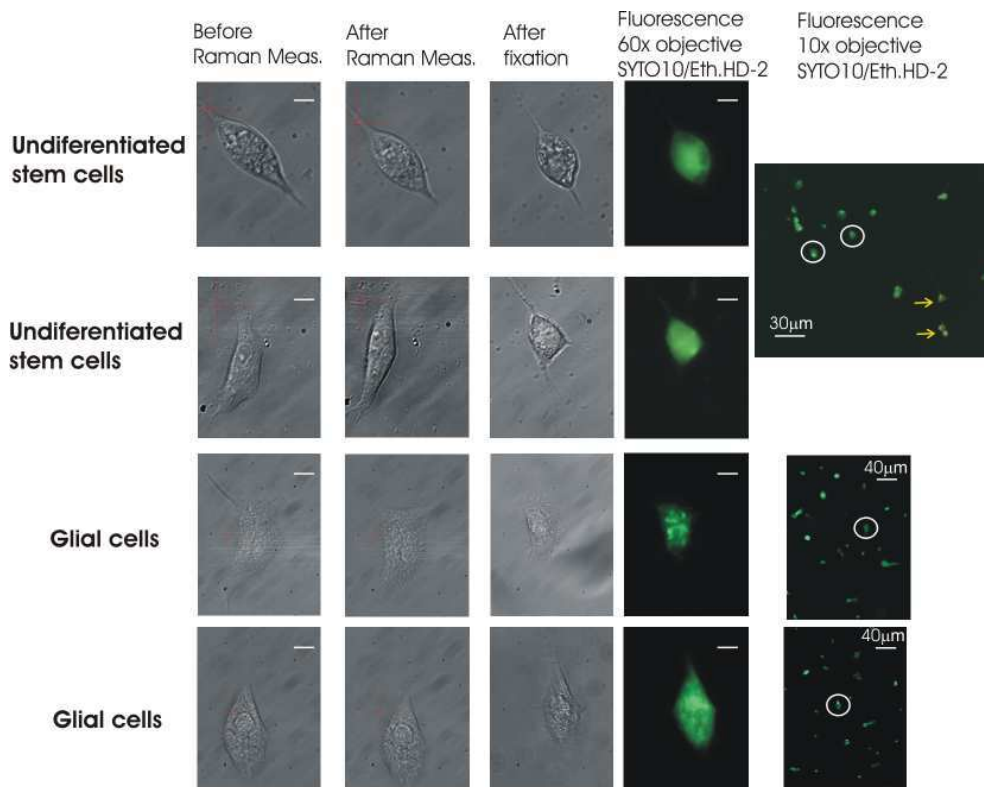 Before
Raman Meas.
After
Raman Meas.
After
fixation
Fluorescence
60x objective
SYTO10/Eth.HD-2
Fluorescence
10x objective
SYTO10/Eth.HD-2
Undiferentiated
stem cells
30μm
Undiferentiated
stem cells
Glial cells
40μm
Glial cells
40μm